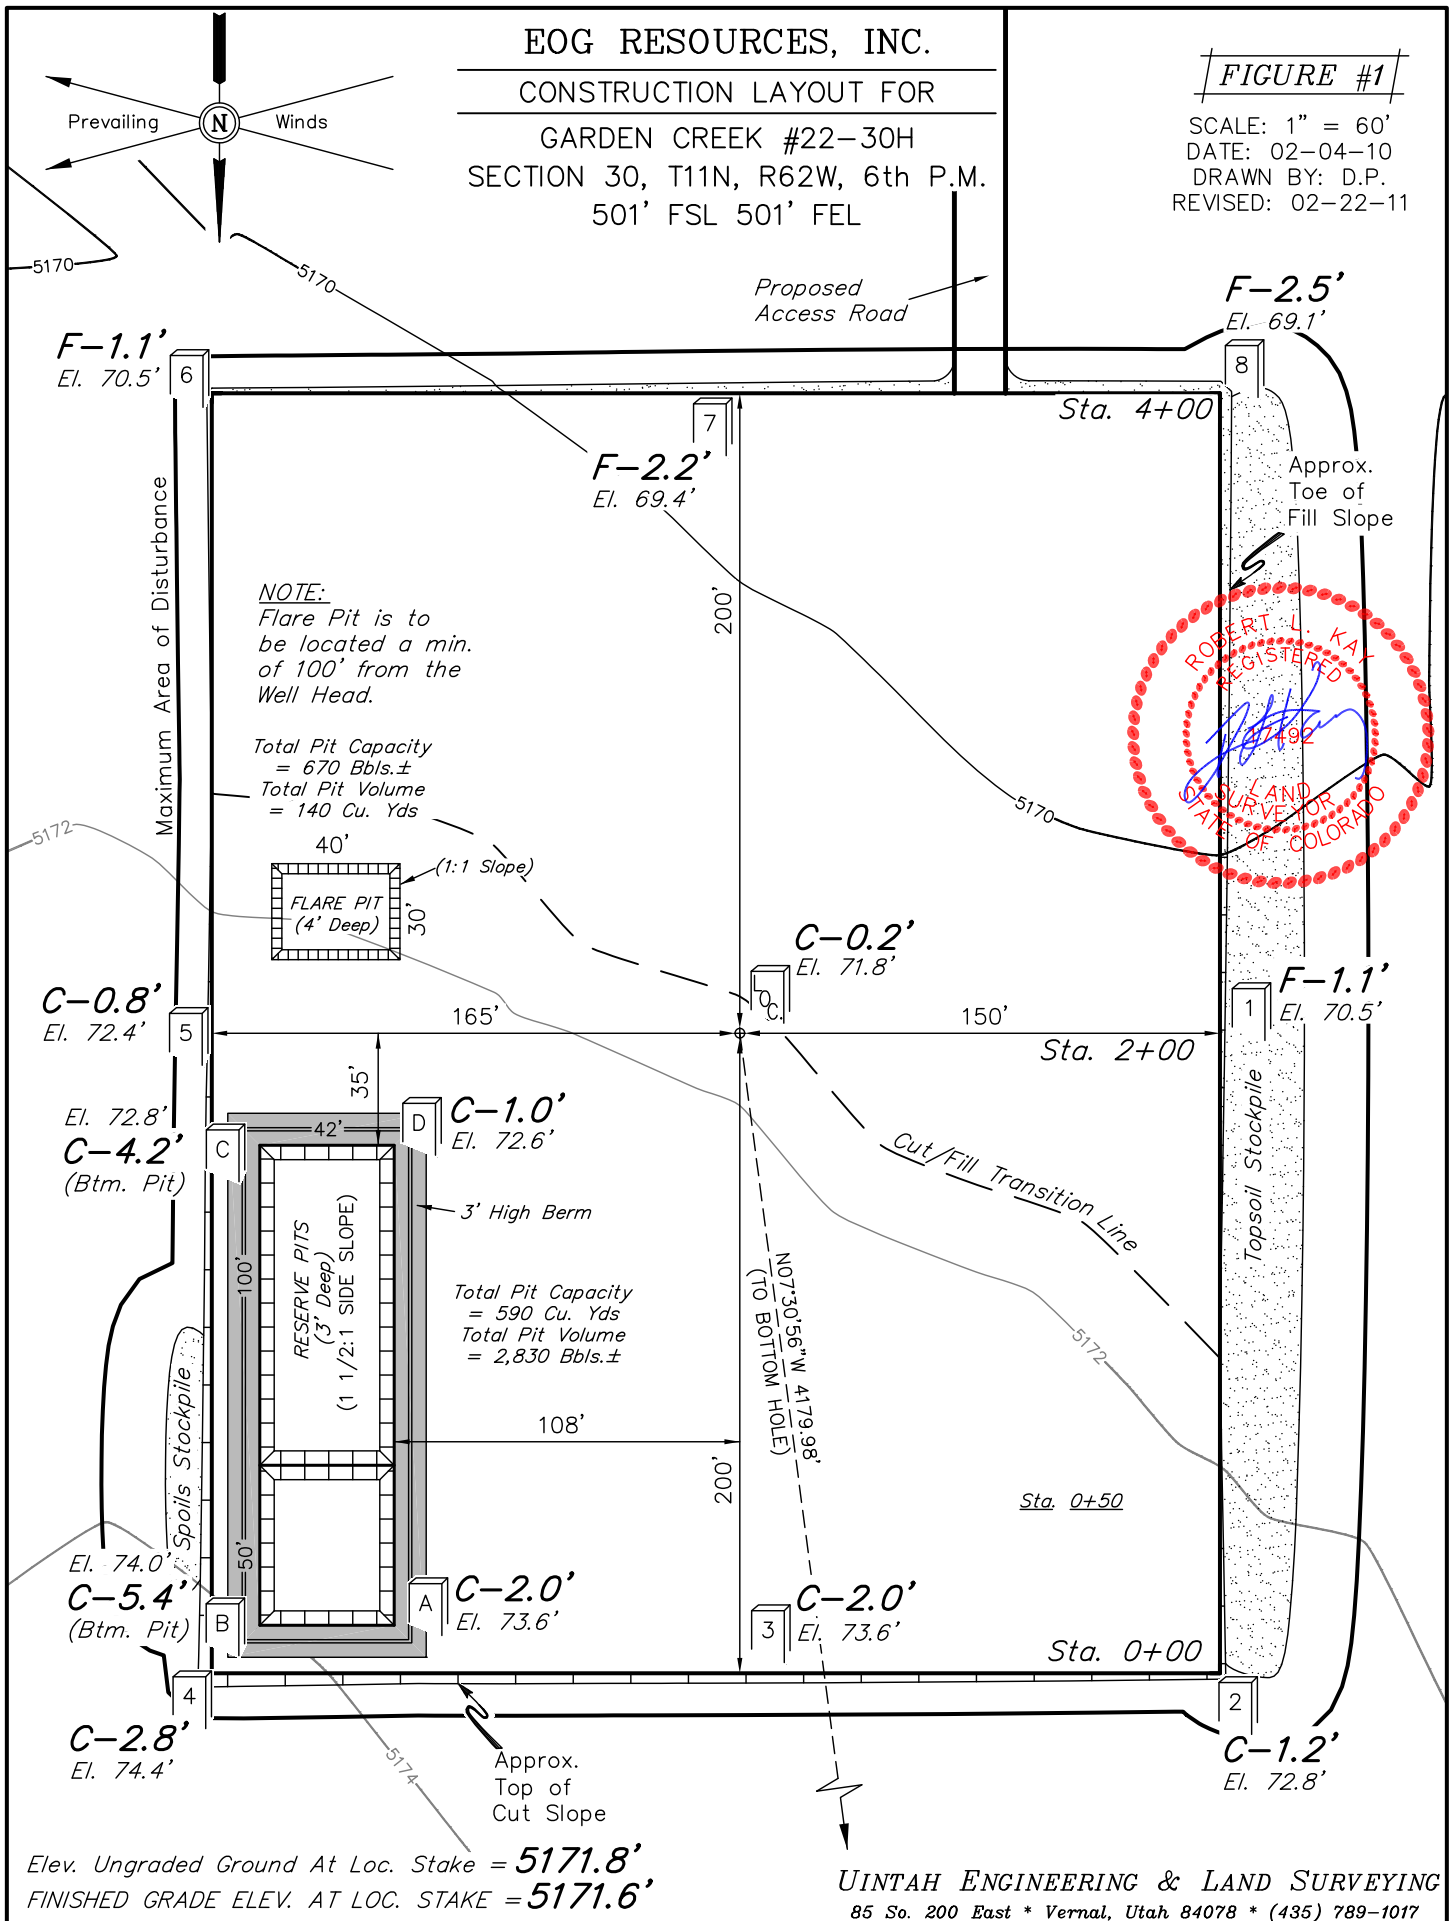 EOG RESOURCES, INC.
CONSTRUCTION LAYOUT FOR
GARDEN CREEK #22-30H
SECTION 30, T11N, R62W, 6th P.M.
501' FSL 501' FEL
FIGURE #1
SCALE: 1" = 60'
DATE: 02-04-10
DRAWN BY: D.P.
REVISED: 02-22-11
Prevailing
N
Winds
5170
5170
Proposed
Access Road
F-2.5'
El. 69.1'
F-1.1'
El. 70.5'
6
8
7
Sta. 4+00
F-2.2'
El. 69.4'
Approx.
Toe of
Fill Slope
Maximum Area of Disturbance
200'
NOTE:
Flare Pit is to
be located a min.
of 100' from the
Well Head.
ROBERT L. KAY
REGISTERED
7492
LAND
SURVEYOR
STATE OF COLORADO
Total Pit Capacity
= 670 Bbls.±
Total Pit Volume
= 140 Cu. Yds
5170
5172
40'
(1:1 Slope)
FLARE PIT
(4' Deep)
30'
C-0.2'
El. 71.8'
LOC.
C-0.8'
El. 72.4'
5
F-1.1'
El. 70.5'
1
165'
150'
Sta. 2+00
35'
El. 72.8'
C-4.2'
(Btm. Pit)
C
42'
D
C-1.0'
El. 72.6'
Topsoil Stockpile
Cut/Fill Transition Line
3' High Berm
RESERVE PITS
(3' Deep)
(1 1/2:1 SIDE SLOPE)
100'
Total Pit Capacity
= 590 Cu. Yds
Total Pit Volume
= 2,830 Bbls.±
N07°30'56"W 4179.98'
(TO BOTTOM HOLE)
5172
Spoils Stockpile
108'
200'
Sta. 0+50
50'
El. 74.0'
C-5.4'
(Btm. Pit)
B
A
C-2.0'
El. 73.6'
3
C-2.0'
El. 73.6'
Sta. 0+00
4
C-2.8'
El. 74.4'
2
C-1.2'
El. 72.8'
5174
Approx.
Top of
Cut Slope
Elev. Ungraded Ground At Loc. Stake = 5171.8'
FINISHED GRADE ELEV. AT LOC. STAKE = 5171.6'
UINTAH ENGINEERING & LAND SURVEYING
85 So. 200 East * Vernal, Utah 84078 * (435) 789-1017